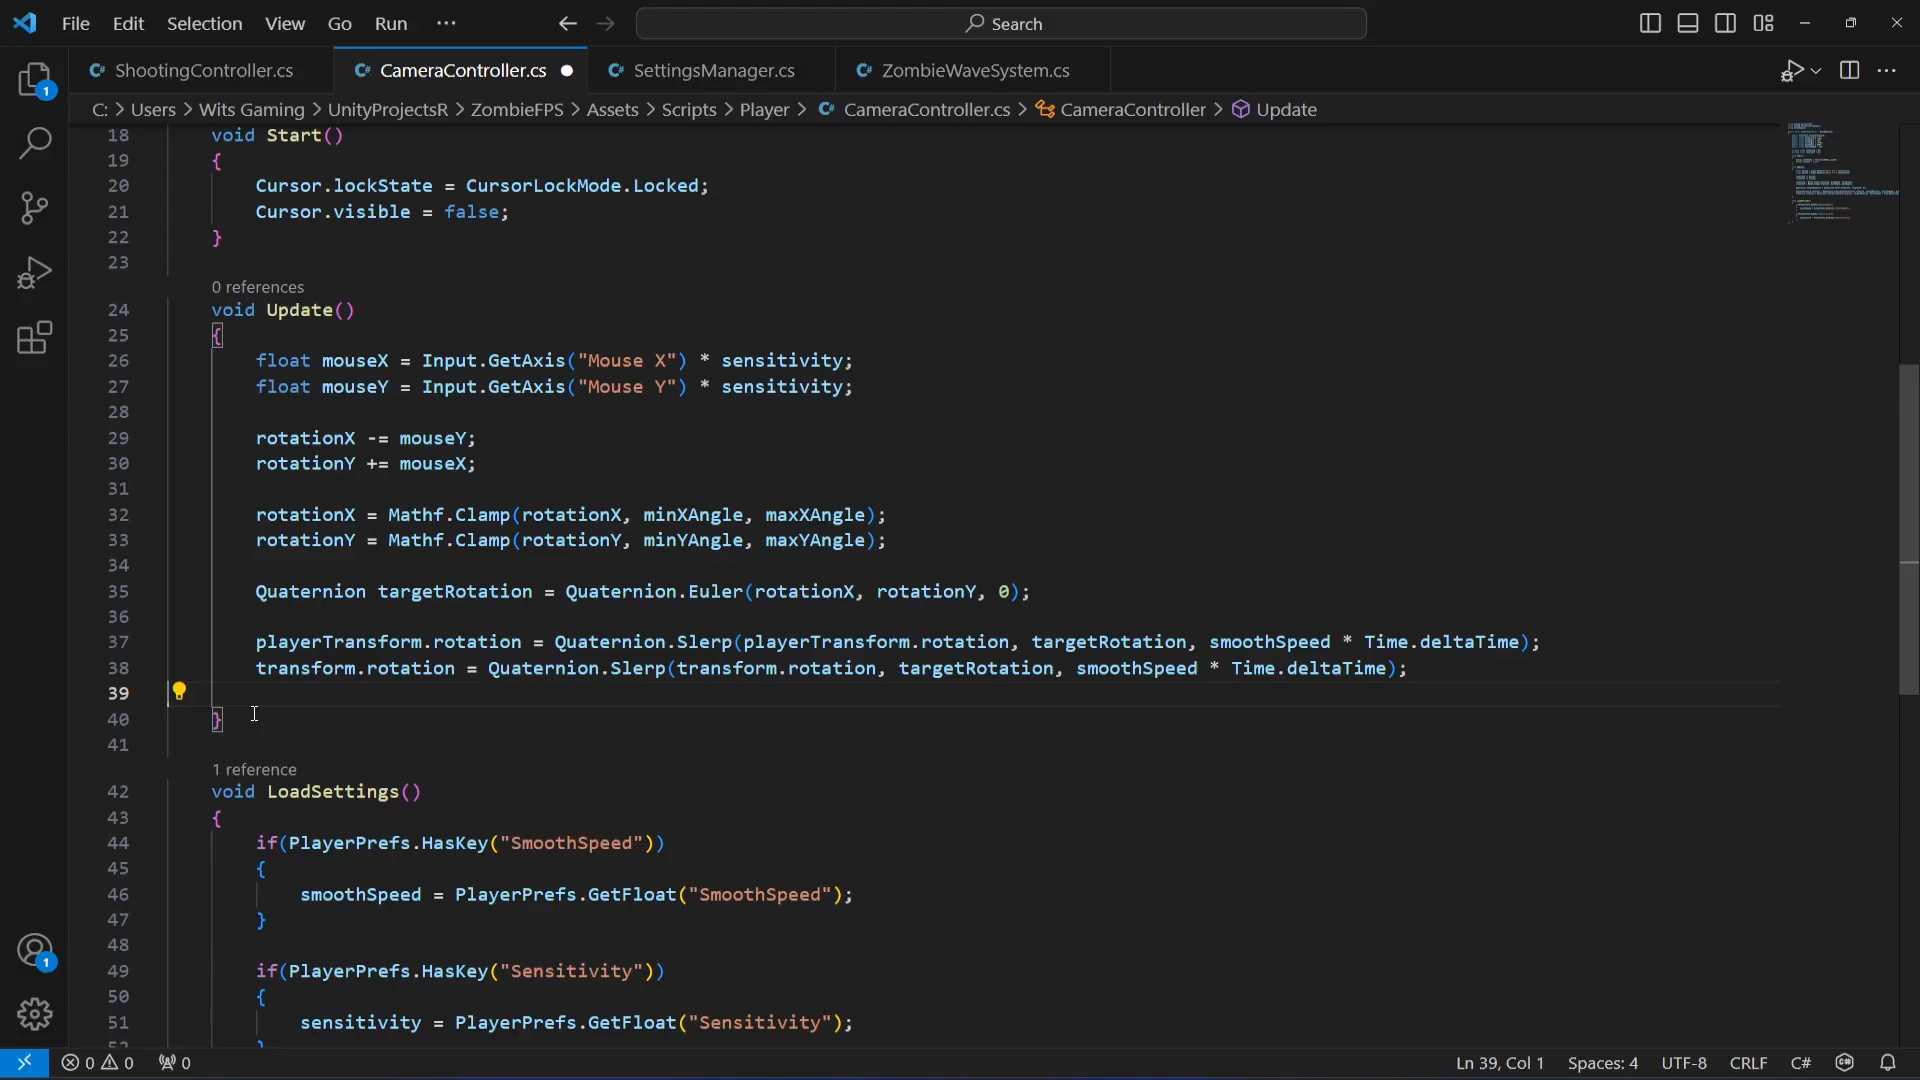 File Edit Selection View Go Run ··· Search
ShootingController.cs CameraController.cs SettingsManager.cs ZombieWaveSystem.cs
C: > Users > Wits Gaming > UnityProjectsR > ZombieFPS > Assets > Scripts > Player > CameraController.cs > CameraController > Update
18 void Start()
19 {
20 Cursor.lockState = CursorLockMode.Locked;
21 Cursor.visible = false;
22 }
23
0 references
24 void Update()
25 {
26 float mouseX = Input.GetAxis("Mouse X") * sensitivity;
27 float mouseY = Input.GetAxis("Mouse Y") * sensitivity;
28
29 rotationX -= mouseY;
30 rotationY += mouseX;
31
32 rotationX = Mathf.Clamp(rotationX, minXAngle, maxXAngle);
33 rotationY = Mathf.Clamp(rotationY, minYAngle, maxYAngle);
34
35 Quaternion targetRotation = Quaternion.Euler(rotationX, rotationY, 0);
36
37 playerTransform.rotation = Quaternion.Slerp(playerTransform.rotation, targetRotation, smoothSpeed * Time.deltaTime);
38 transform.rotation = Quaternion.Slerp(transform.rotation, targetRotation, smoothSpeed * Time.deltaTime);
39
40 }
41
1 reference
42 void LoadSettings()
43 {
44 if(PlayerPrefs.HasKey("SmoothSpeed"))
45 {
46 smoothSpeed = PlayerPrefs.GetFloat("SmoothSpeed");
47 }
48
49 if(PlayerPrefs.HasKey("Sensitivity"))
50 {
51 sensitivity = PlayerPrefs.GetFloat("Sensitivity");
1
1
0 0 0 Ln 39, Col 1 Spaces: 4 UTF-8 CRLF C#